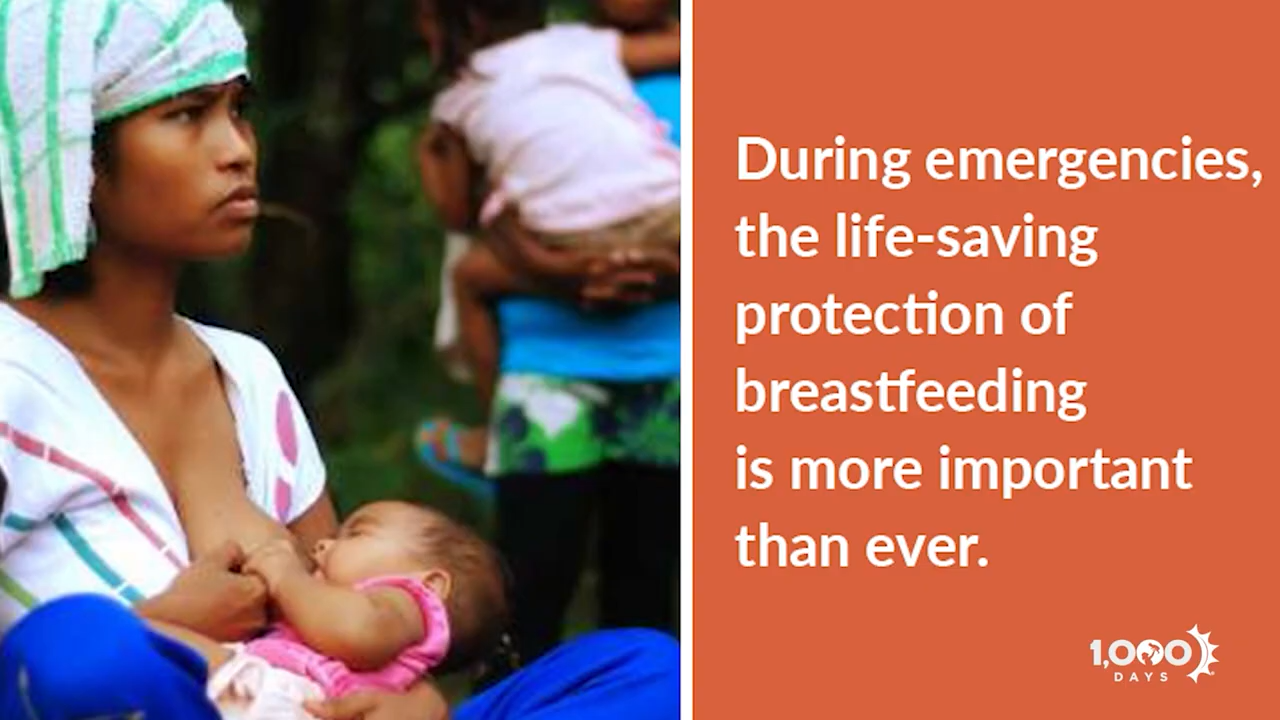 During emergencies,
the life-saving
protection of
breastfeeding
is more important
than ever.
1,000
DAYS